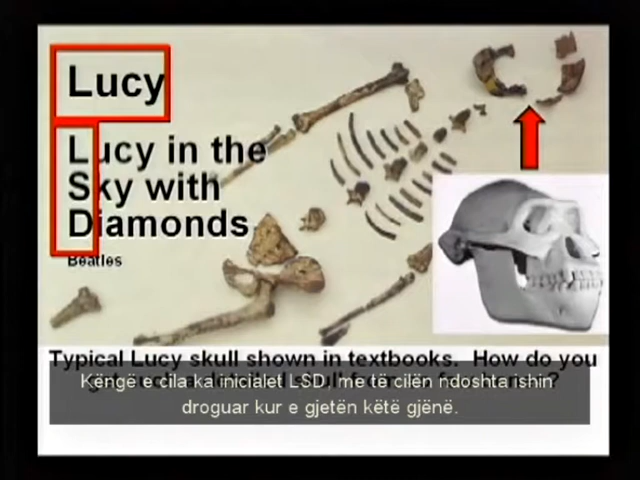 Lucy
Lucy in the
Sky with
Diamonds
Beatles
Typical Lucy skull shown in textbooks. How do you
Këngë e cila ka inicialet LSD, me të cilën ndoshta ishin
droguar kur e gjetën këtë gjënë.